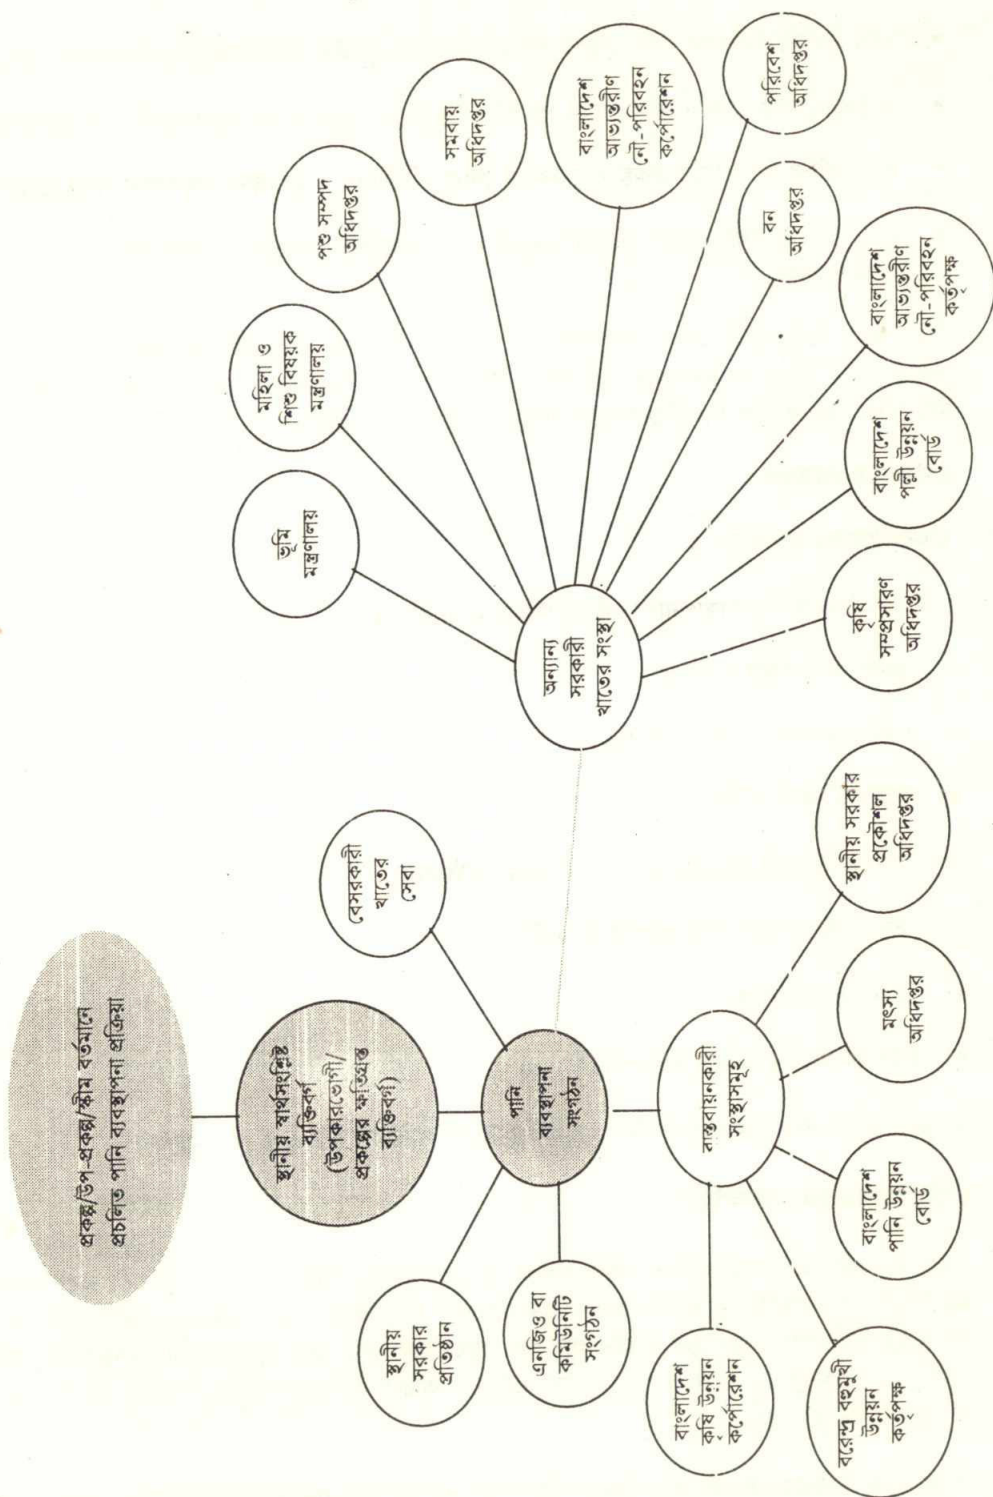 প্রকল্প/উপ-প্রকল্প/স্কীম বর্তমানে
প্রচলিত পানি ব্যবস্থাপনা প্রক্রিয়া
স্থানীয় স্বার্থসংশ্লিষ্ট
ব্যক্তিবর্গ
(উপকারভোগী/
প্রকল্পের ক্ষতিগ্রস্ত
ব্যক্তিবর্গ)
স্থানীয়
সরকার
প্রতিষ্ঠান
বেসরকারী
খাতের
সেবা
পানি
ব্যবস্থাপনা
সংগঠন
এনজিও বা
কমিউনিটি
সংগঠন
বাস্তবায়নকারী
সংস্থাসমূহ
বাংলাদেশ
কৃষি উন্নয়ন
কর্পোরেশন
বরেন্দ্র বহুমুখী
উন্নয়ন
কর্তৃপক্ষ
বাংলাদেশ
পানি উন্নয়ন
বোর্ড
মৎস্য
অধিদপ্তর
স্থানীয় সরকার
প্রকৌশল
অধিদপ্তর
অন্যান্য
সরকারী
খাতের সংস্থা
ভূমি
মন্ত্রণালয়
মহিলা ও
শিশু বিষয়ক
মন্ত্রণালয়
পশু সম্পদ
অধিদপ্তর
সমবায়
অধিদপ্তর
বাংলাদেশ
আভ্যন্তরীণ
নৌ-পরিবহন
কর্পোরেশন
পরিবেশ
অধিদপ্তর
বন
অধিদপ্তর
বাংলাদেশ
আভ্যন্তরীণ
নৌ-পরিবহন
কর্তৃপক্ষ
বাংলাদেশ
পল্লী উন্নয়ন
বোর্ড
কৃষি
সম্প্রসারণ
অধিদপ্তর